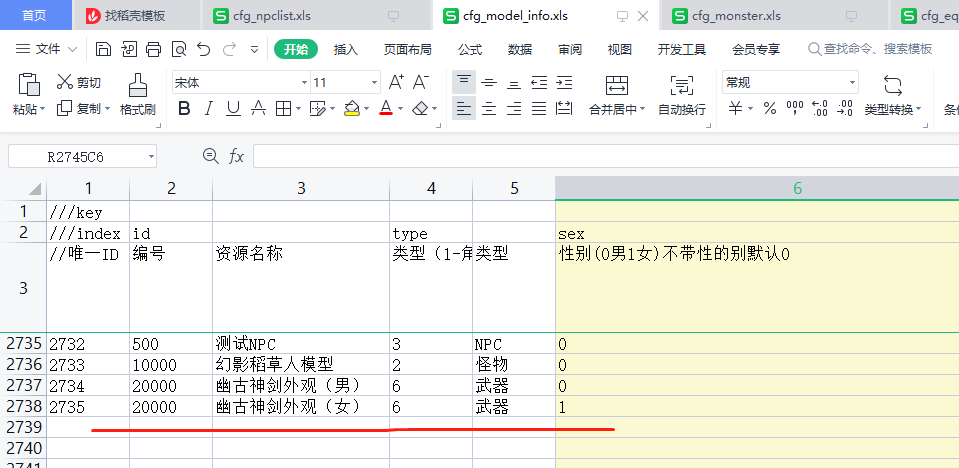 首页 找稻壳模板 cfg_npclist.xls cfg_model_info.xls cfg_monster.xls cfg_eq
文件 开始 插入 页面布局 公式 数据 审阅 视图 开发工具 会员专享 查找命令、搜索模板
粘贴 剪切 复制 格式刷 宋体 11 A+ A- B I U A 合并居中 自动换行 常规 ¥ % 000 .00 .00 类型转换 条件
R2745C6 fx
1 2 3 4 5 6
1 ///key
2 ///index id type sex
3 //唯一ID 编号 资源名称 类型（1-角 类型 性别(0男1女)不带性的别默认0
2735 2732 500 测试NPC 3 NPC 0
2736 2733 10000 幻影稻草人模型 2 怪物 0
2737 2734 20000 幽古神剑外观（男） 6 武器 0
2738 2735 20000 幽古神剑外观（女） 6 武器 1
2739
2740
2741